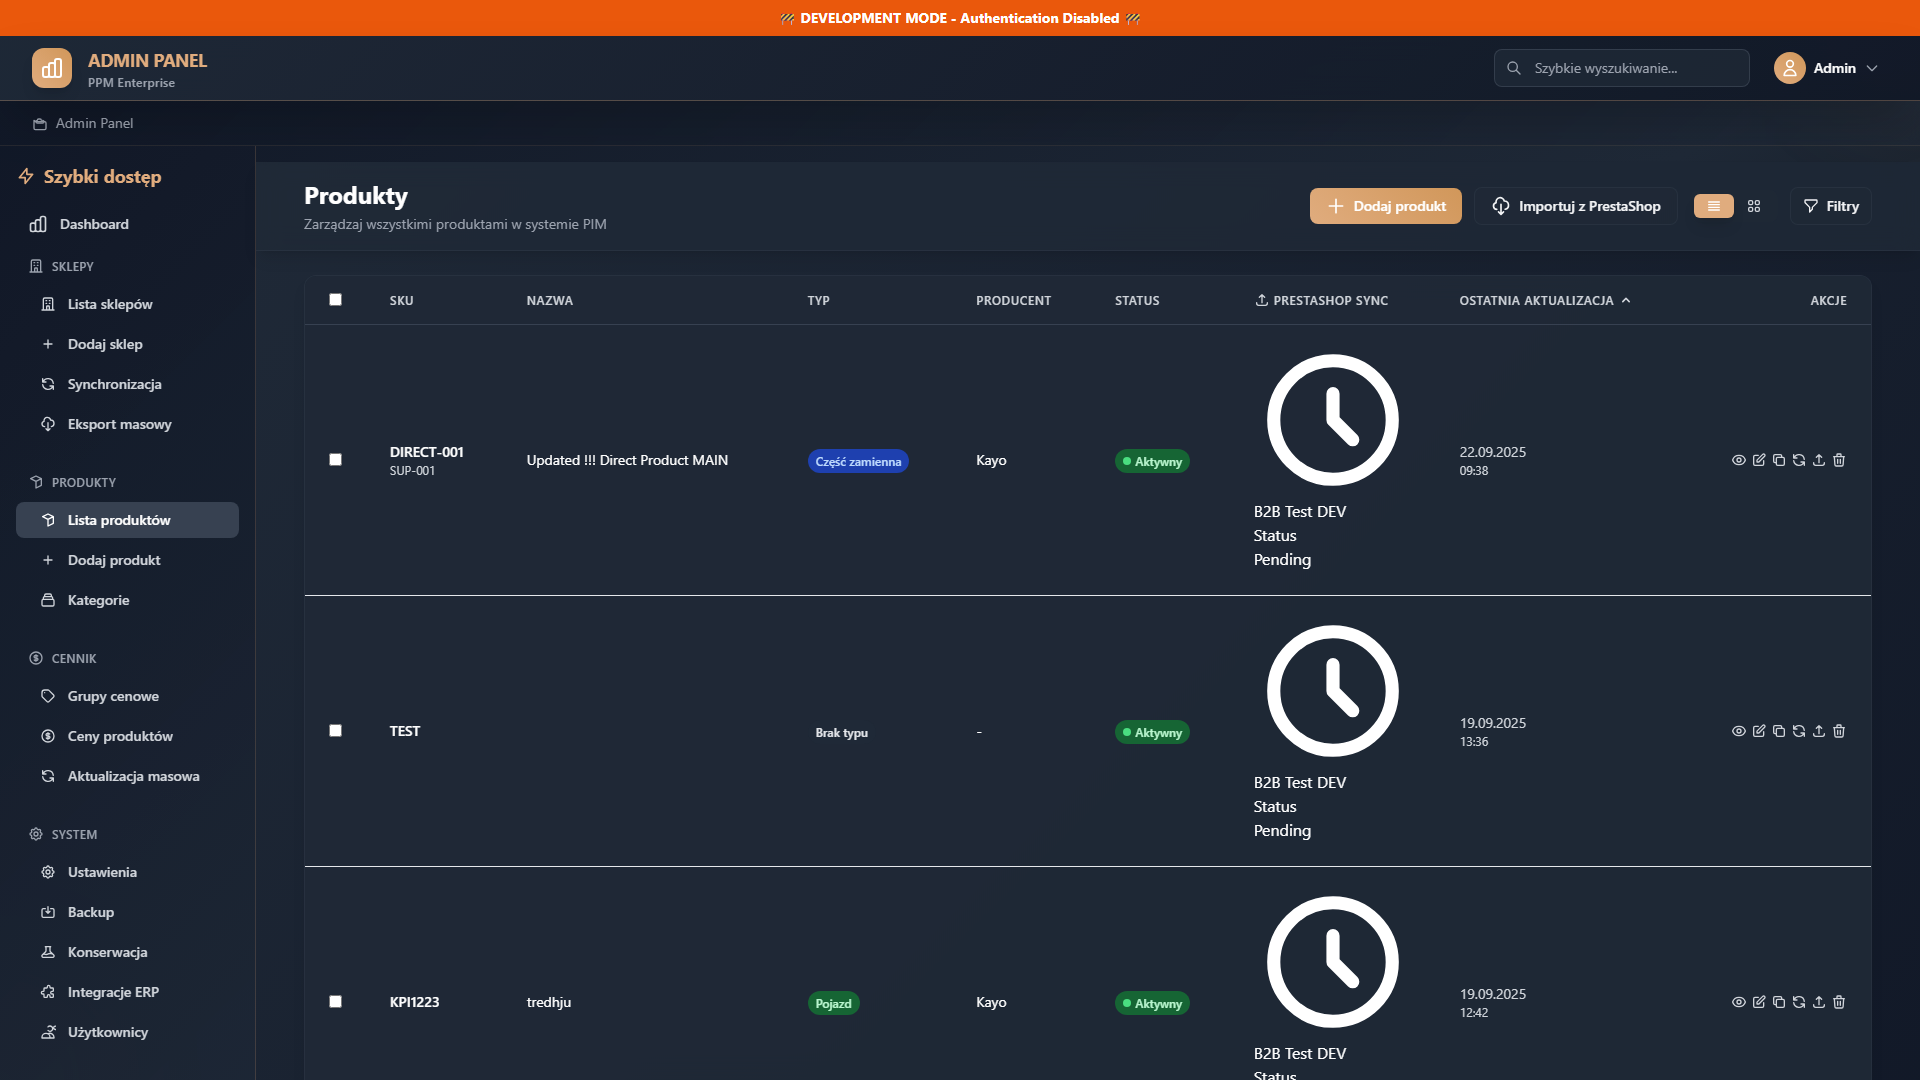 🚧 DEVELOPMENT MODE - Authentication Disabled 🚧
ADMIN PANEL
PPM Enterprise
Szybkie wyszukiwanie...
Admin
Admin Panel
Szybki dostęp
Dashboard
SKLEPY
Lista sklepów
Dodaj sklep
Synchronizacja
Eksport masowy
PRODUKTY
Lista produktów
Dodaj produkt
Kategorie
CENNIK
Grupy cenowe
Ceny produktów
Aktualizacja masowa
SYSTEM
Ustawienia
Backup
Konserwacja
Integracje ERP
Użytkownicy
Produkty
Zarządzaj wszystkimi produktami w systemie PIM
Dodaj produkt
Importuj z PrestaShop
Filtry
SKU NAZWA TYP PRODUCENT STATUS PRESTASHOP SYNC OSTATNIA AKTUALIZACJA AKCJE
DIRECT-001
SUP-001
Updated !!! Direct Product MAIN
Część zamienna
Kayo
Aktywny
B2B Test DEV
Status
Pending
22.09.2025
09:38
TEST
Brak typu
-
Aktywny
B2B Test DEV
Status
Pending
19.09.2025
13:36
KPI1223
tredhju
Pojazd
Kayo
Aktywny
B2B Test DEV
Status
19.09.2025
12:42